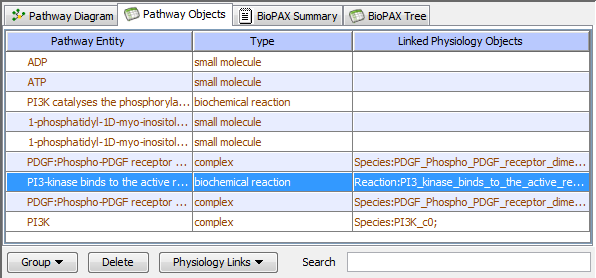 Pathway Diagram Pathway Objects BioPAX Summary BioPAX Tree
Pathway Entity Type Linked Physiology Objects
ADP small molecule
ATP small molecule
PI3K catalyses the phosphoryla... biochemical reaction
1-phosphatidyl-1D-myo-inositol... small molecule
1-phosphatidyl-1D-myo-inositol... small molecule
PDGF:Phospho-PDGF receptor ... complex Species:PDGF_Phospho_PDGF_receptor_dime...
PI3-kinase binds to the active r... biochemical reaction Reaction:PI3_kinase_binds_to_the_active_re...
PDGF:Phospho-PDGF receptor ... complex Species:PDGF_Phospho_PDGF_receptor_dime...
PI3K complex Species:PI3K_c0;
Group Delete Physiology Links Search